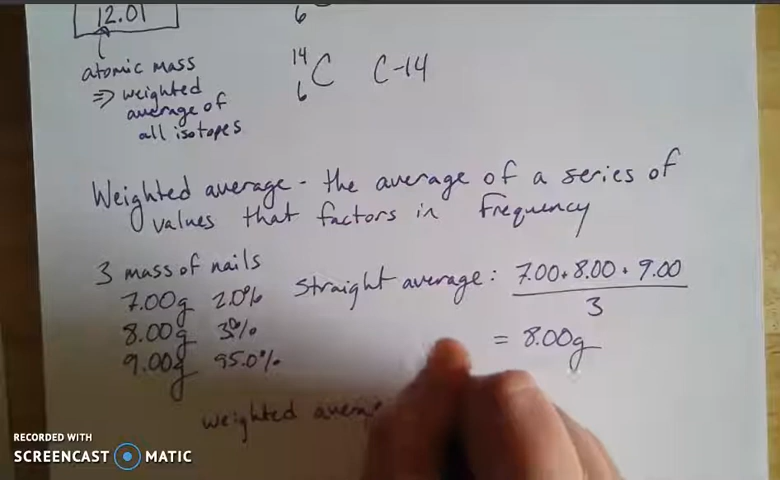 12.01
6
atomic mass
⇒ weighted
average of
all isotopes
14
6 C C-14
Weighted average - the average of a series of
values that factors in frequency
3 mass of nails
7.00g 2.0%
8.00g 3%
9.00g 95.0%
Straight average: 7.00+8.00+9.00
3
= 8.00g
weighted
RECORDED WITH
SCREENCAST MATIC